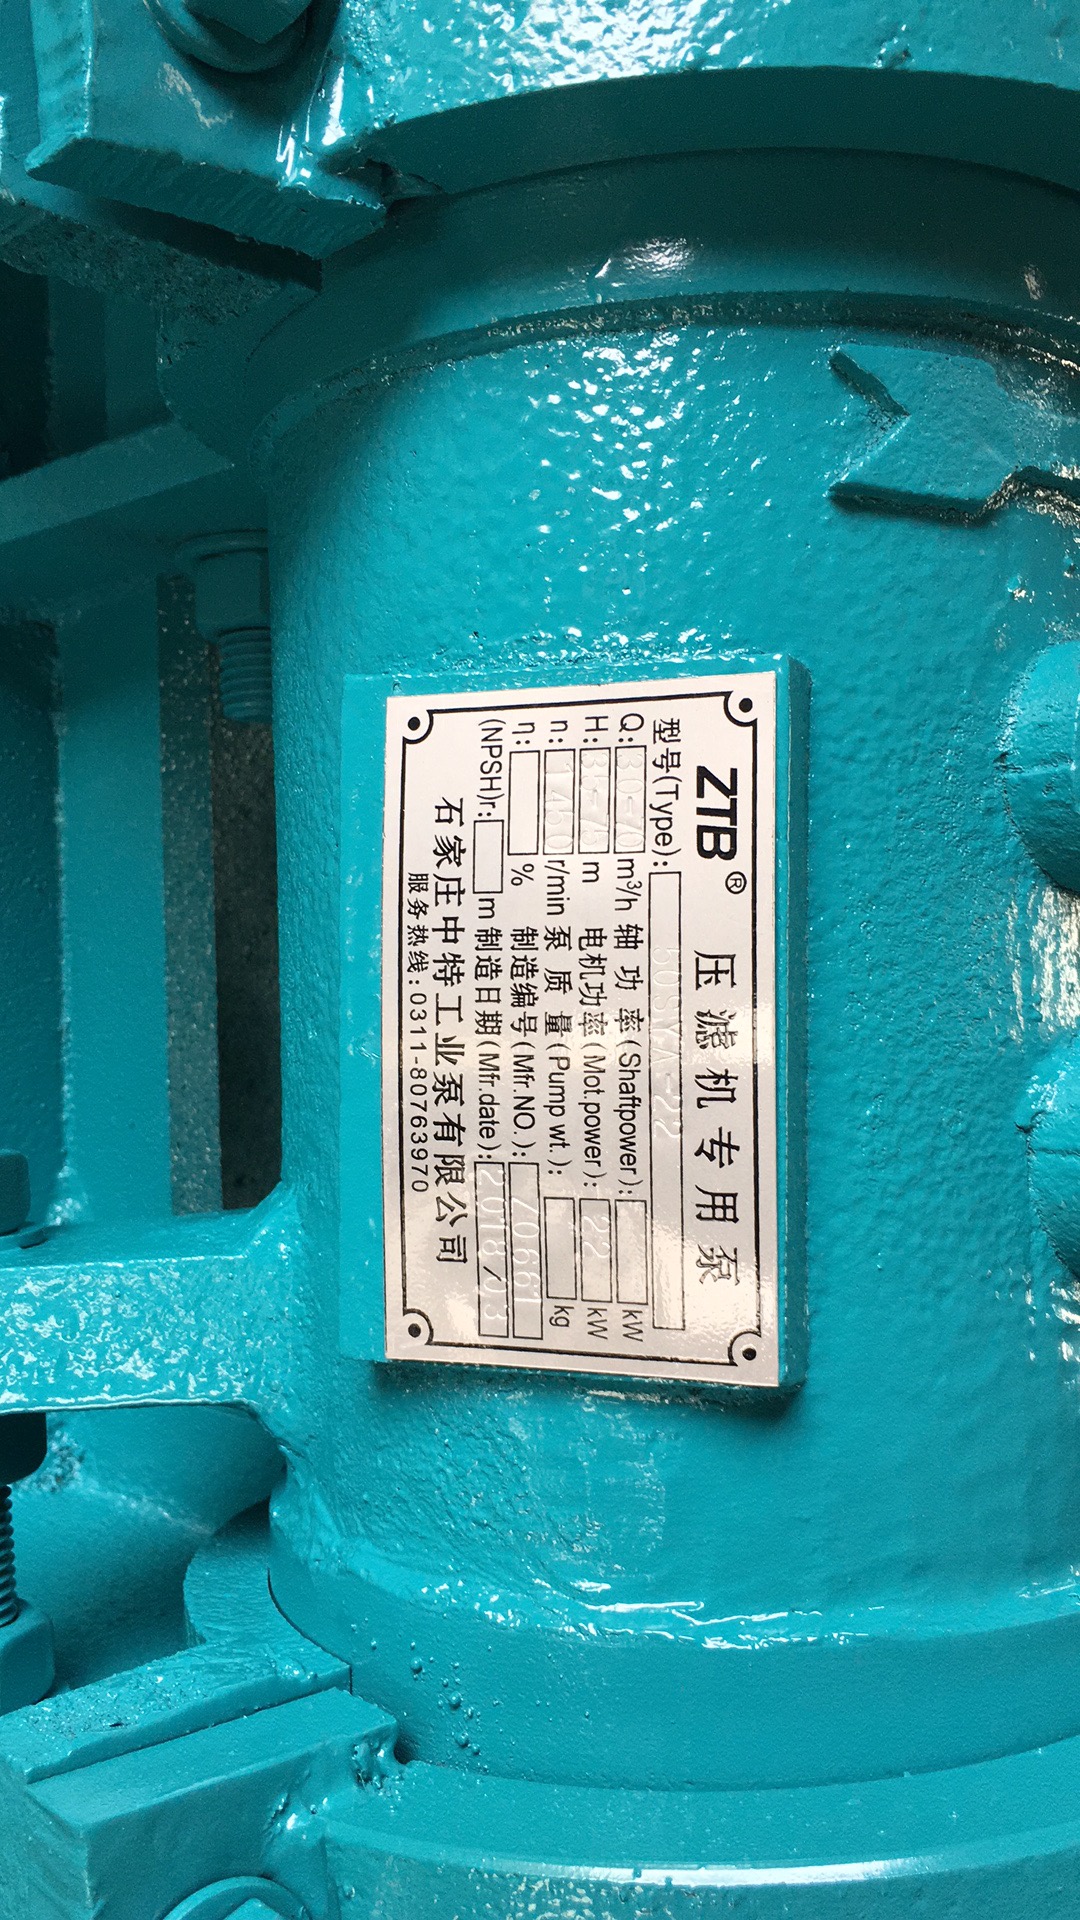 ZTB® 压滤机专用泵
型号(Type): 50SYA-22
Q: 30-70 m³/h 轴功率(Shaftpower): kW
H: 35-75 m 电机功率(Mot.power): 22 kW
n: 1450 r/min 泵质量(Pump wt.): kg
η: % 制造编号(Mfr.NO.): 70661
(NPSH)r: m 制造日期(Mfr.date): 2018/03
石家庄中特工业泵有限公司
服务热线:0311-80763970